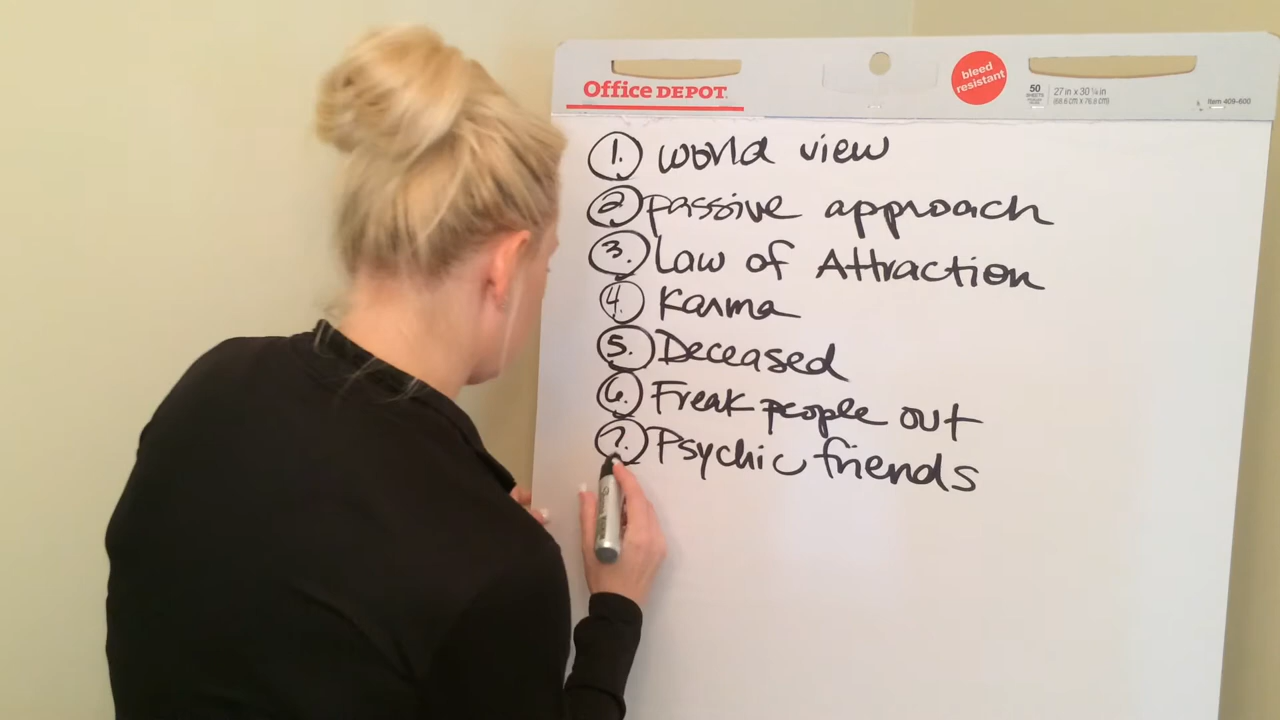 Office DEPOT
bleed resistant
50 SHEETS
27 in x 30 ¾ in
(68.6 CM X 76.8 CM)
Item 409-600
1. world view
2. passive approach
3. Law of Attraction
4. Karma
5. Deceased
6. Freak people out
7. Psychic friends